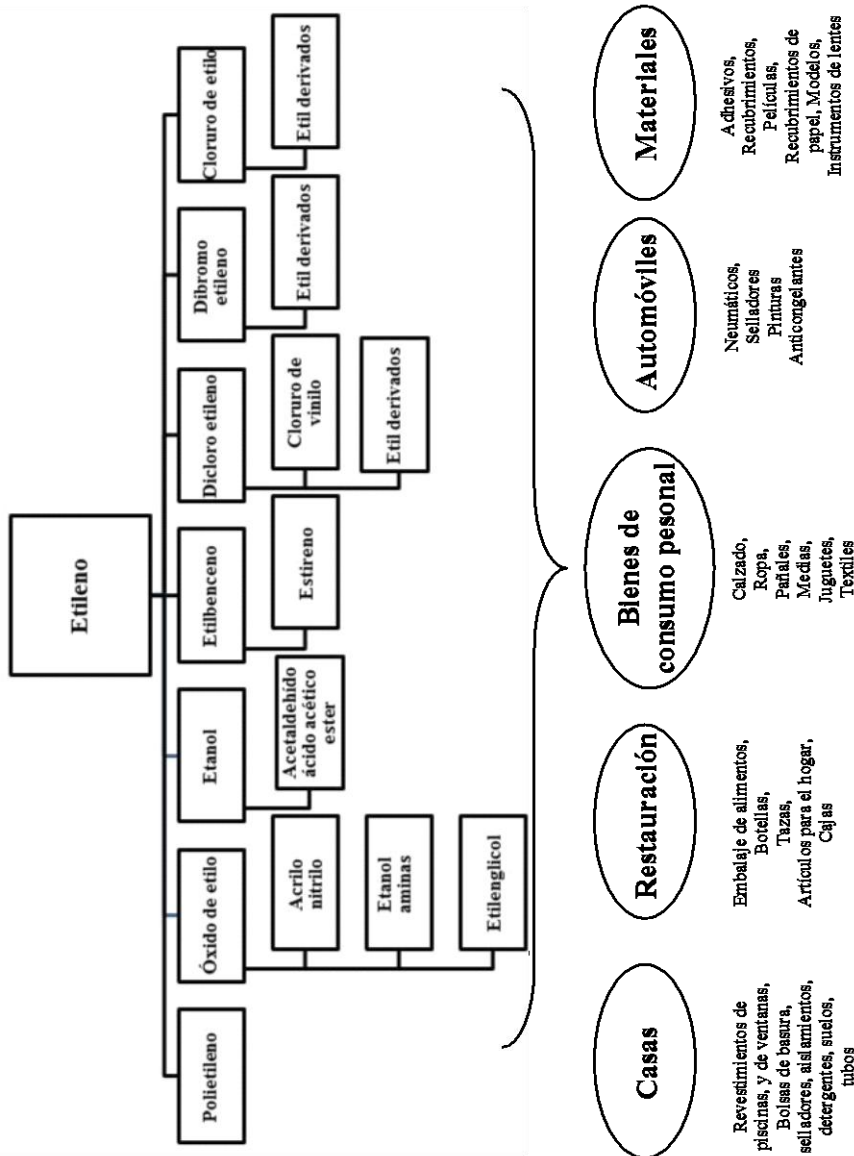 Etileno
Polietileno
Óxido de etilo
Etanol
Etilbenceno
Dicloro etileno
Dibromo
etileno
Cloruro de etilo
Acrilo
nitrilo
Etanol
aminas
Etilenglicol
Acetaldehído
ácido acético
ester
Estireno
Cloruro de
vinilo
Etil derivados
Etil derivados
Etil derivados
Casas
Revestimientos de
piscinas, y de ventanas,
Bolsas de basura,
selladores, aislamientos,
detergentes, suelos,
tubos
Restauración
Embalaje de alimentos,
Botellas,
Tazas,
Artículos para el hogar,
Cajas
Bienes de
consumo pesonal
Calzado,
Ropa,
Pañales,
Medias,
Juguetes,
Textiles
Automóviles
Neumáticos,
Selladores
Pinturas
Anticongelantes
Materiales
Adhesivos,
Recubrimientos,
Películas,
Recubrimientos de
papel, Modelos,
Instrumentos de lentes